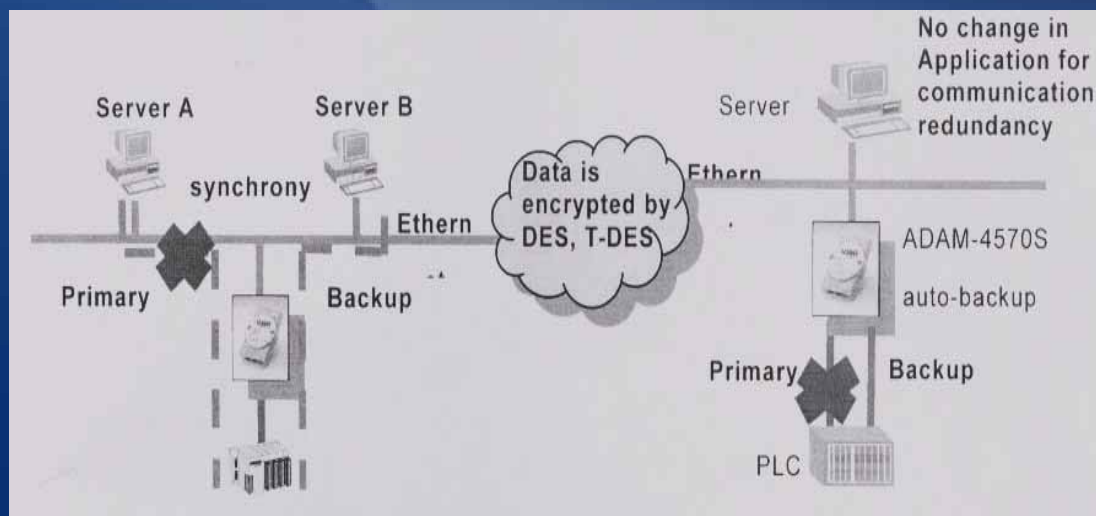 Server A
Server B
synchrony
Ethern
Primary
Backup
Data is
encrypted by
DES, T-DES
Ethern
Server
No change in
Application for
communication
redundancy
ADAM-4570S
auto-backup
Primary
Backup
PLC